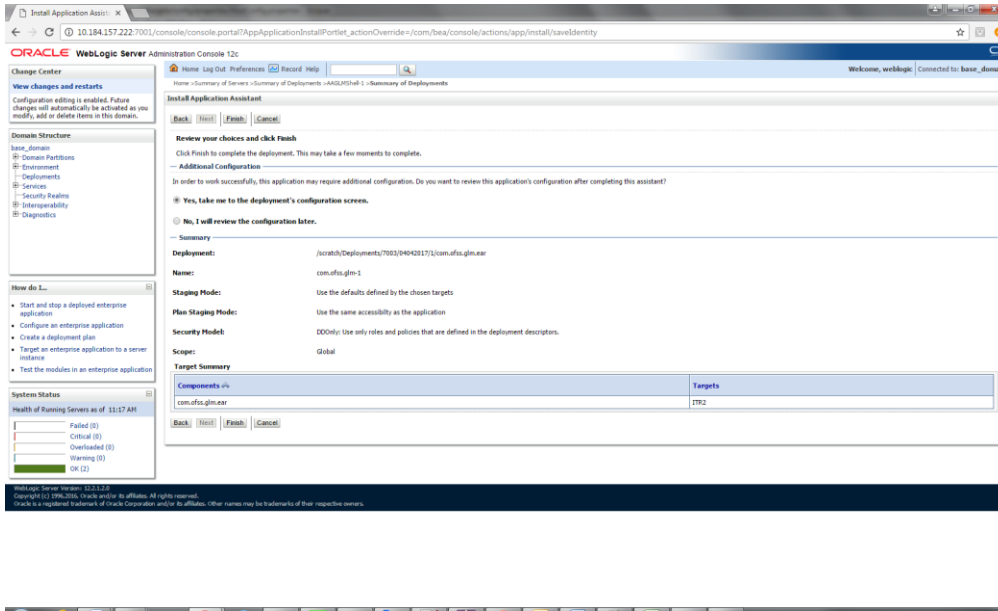 Install Application Assist:
10.184.157.222:7001/console/console.portal?AppApplicationInstallPortlet_actionOverride=/com/bea/console/actions/app/install/saveIdentity
ORACLE WebLogic Server Administration Console 12c
Change Center
View changes and restarts
Configuration editing is enabled. Future
changes will automatically be activated as you
modify, add or delete items in this domain.
Domain Structure
base_domain
Domain Partitions
Environment
Deployments
Services
Security Realms
Interoperability
Diagnostics
How do I...
Start and stop a deployed enterprise
application
Configure an enterprise application
Create a deployment plan
Target an enterprise application to a server
instance
Test the modules in an enterprise application
System Status
Health of Running Servers as of 11:17 AM
Failed (0)
Critical (0)
Overloaded (0)
Warning (0)
OK (2)
Home Log Out Preferences Record Help
Welcome, weblogic Connected to: base_doma
Home >Summary of Servers >Summary of Deployments >AAGLMShell-1 >Summary of Deployments
Install Application Assistant
Back Next Finish Cancel
Review your choices and click Finish
Click Finish to complete the deployment. This may take a few moments to complete.
Additional Configuration
In order to work successfully, this application may require additional configuration. Do you want to review this application's configuration after completing this assistant?
Yes, take me to the deployment's configuration screen.
No, I will review the configuration later.
Summary
Deployment: /scratch/Deployments/7003/04042017/1/com.ofss.glm.ear
Name: com.ofss.glm-1
Staging Mode: Use the defaults defined by the chosen targets
Plan Staging Mode: Use the same accessibilty as the application
Security Model: DDOnly: Use only roles and policies that are defined in the deployment descriptors.
Scope: Global
Target Summary
Components Targets
com.ofss.glm.ear ITR2
Back Next Finish Cancel
WebLogic Server Version: 12.2.1.2.0
Copyright (c) 1996,2016, Oracle and/or its affiliates. All rights reserved.
Oracle is a registered trademark of Oracle Corporation and/or its affiliates. Other names may be trademarks of their respective owners.